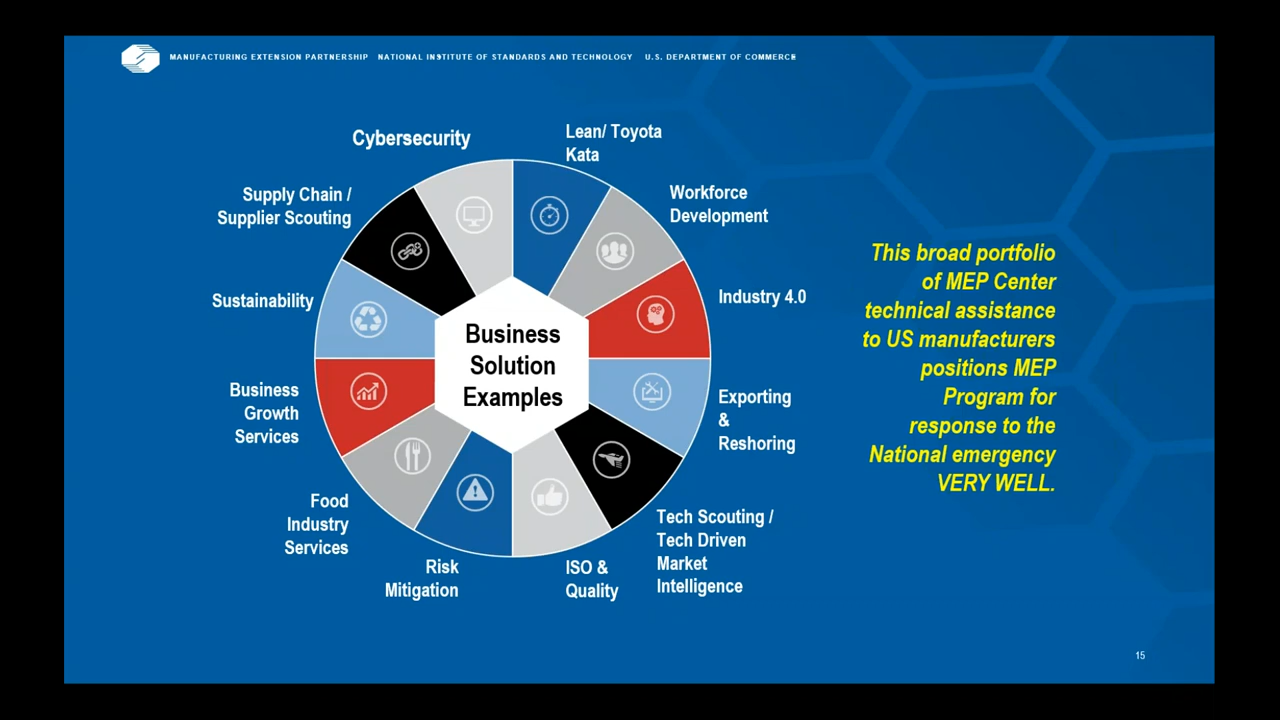 MANUFACTURING EXTENSION PARTNERSHIP NATIONAL INSTITUTE OF STANDARDS AND TECHNOLOGY U.S. DEPARTMENT OF COMMERCE
Cybersecurity
Lean/ Toyota
Kata
Workforce
Development
Industry 4.0
Exporting
&
Reshoring
Tech Scouting /
Tech Driven
Market
Intelligence
ISO &
Quality
Risk
Mitigation
Food
Industry
Services
Business
Growth
Services
Sustainability
Supply Chain /
Supplier Scouting
Business
Solution
Examples
This broad portfolio
of MEP Center
technical assistance
to US manufacturers
positions MEP
Program for
response to the
National emergency
VERY WELL.
15